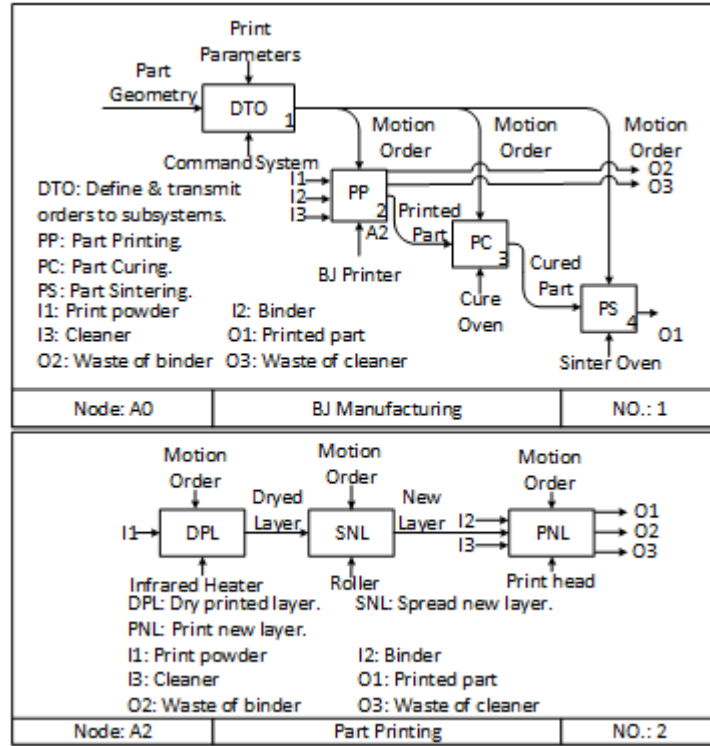 Print
Parameters
Part
Geometry
DTO
1
Command System
Motion
Order
Motion
Order
Motion
Order
O2
O3
I1
I2
I3
PP
2
A2
Printed
Part
BJ Printer
PC
3
Cure
Oven
Cured
Part
PS
4
O1
Sinter Oven
DTO: Define & transmit
orders to subsystems.
PP: Part Printing.
PC: Part Curing.
PS: Part Sintering.
I1: Print powder I2: Binder
I3: Cleaner O1: Printed part
O2: Waste of binder O3: Waste of cleaner
Node: A0 BJ Manufacturing NO.: 1
Motion
Order
Dryed
Layer
Motion
Order
New
Layer
Motion
Order
I1
DPL
SNL
I2
I3
PNL
O1
O2
O3
Infrared Heater
Roller
Print head
DPL: Dry printed layer. SNL: Spread new layer.
PNL: Print new layer.
I1: Print powder I2: Binder
I3: Cleaner O1: Printed part
O2: Waste of binder O3: Waste of cleaner
Node: A2 Part Printing NO.: 2